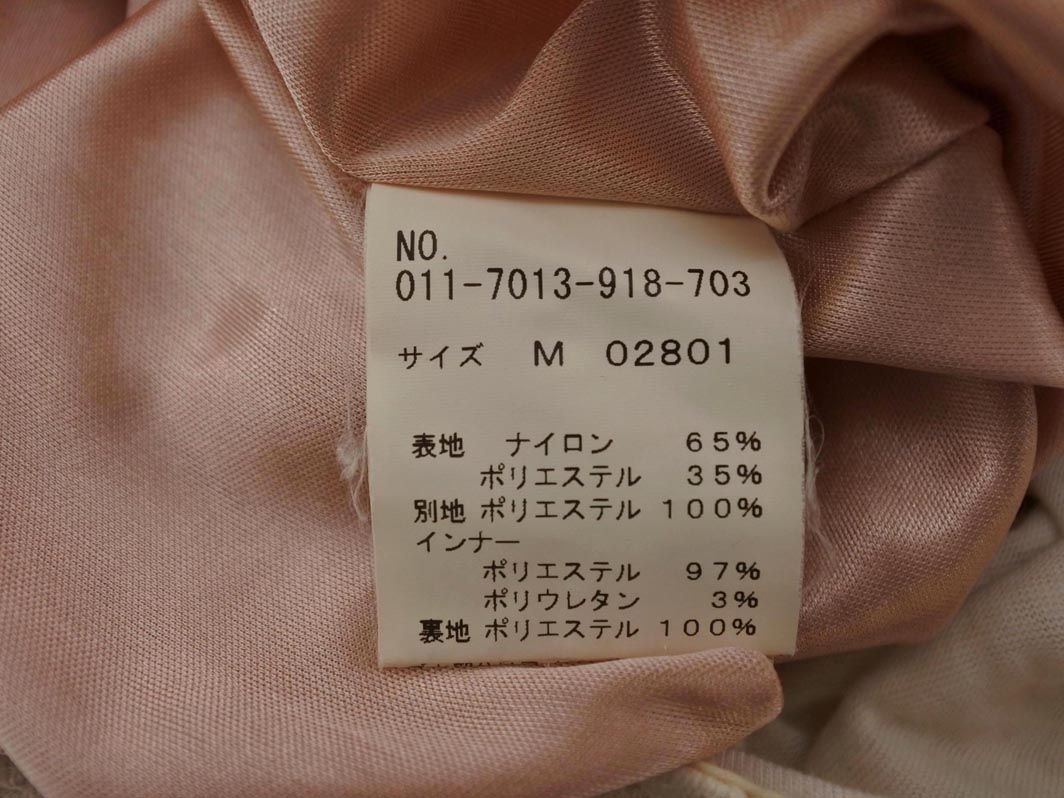 NO.
011-7013-918-703
サイズ M 02801
表地 ナイロン 65%
ポリエステル 35%
別地 ポリエステル 100%
インナー
ポリエステル 97%
ポリウレタン 3%
裏地 ポリエステル 100%